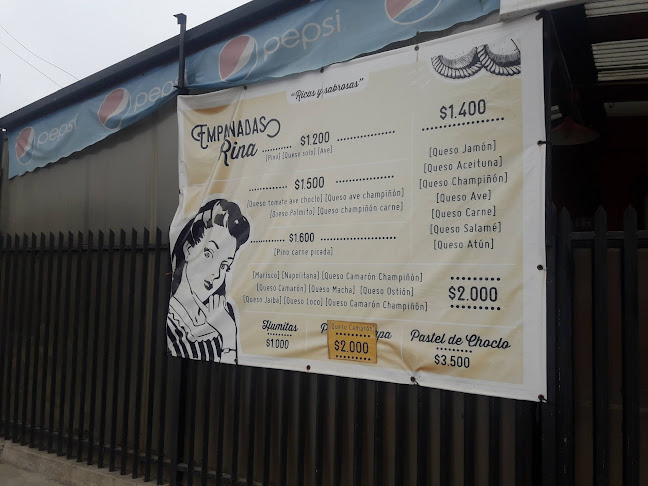 pepsi
pepsi
pepsi
"Ricas y sabrosas"
EMPANADAS
Rina
$1.200
[Pino] [Queso solo] [Ave]
$1.500
[Queso tomate ave choclo] [Queso ave champiñón]
[Queso Palmito] [Queso champiñón carne]
$1.600
[Pino carne picada]
$1.400
[Queso Jamón]
[Queso Aceituna]
[Queso Champiñón]
[Queso Ave]
[Queso Carne]
[Queso Salamé]
[Queso Atún]
[Marisco] [Napolitana] [Queso Camarón Champiñón]
[Queso Camarón] [Queso Macha] [Queso Ostión]
[Queso Jaiba] [Queso Loco] [Queso Camarón Champiñón]
$2.000
Humitas
$1.000
Queso Camarón
$2.000
Pastel de Choclo
$3.500